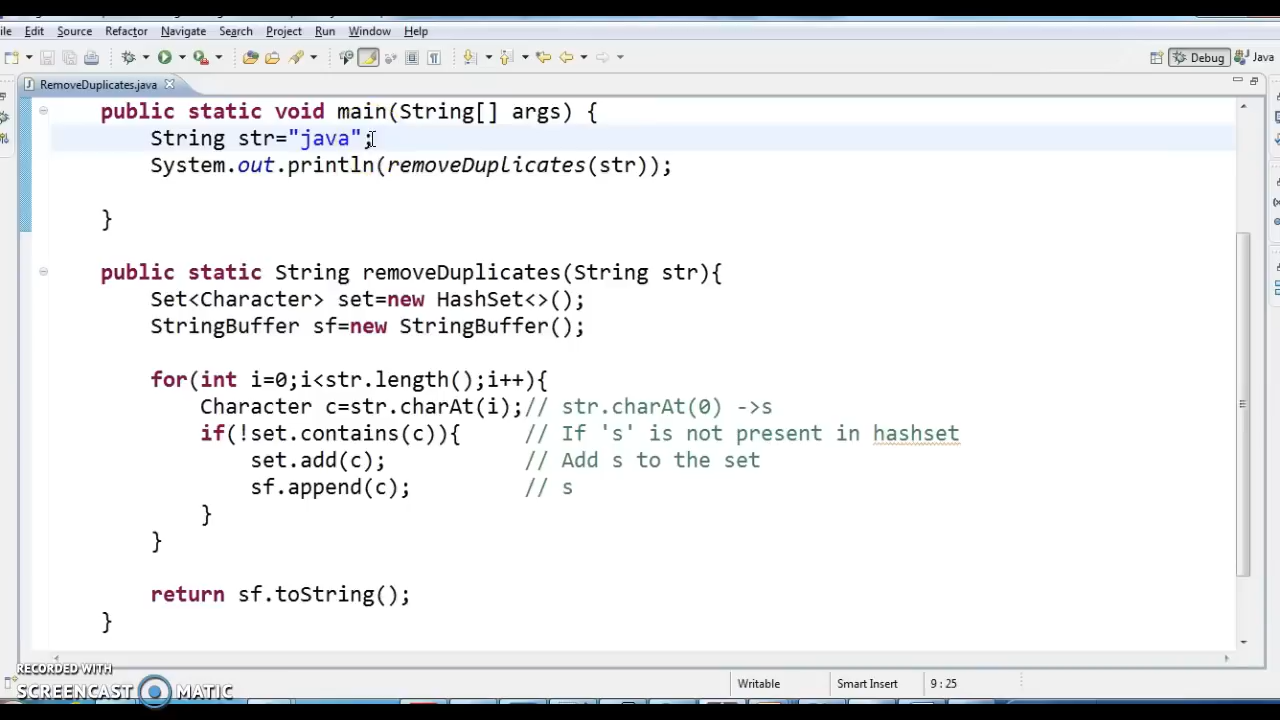 Edit Source Refactor Navigate Search Project Run Window Help
Debug Java
RemoveDuplicates.java
public static void main(String[] args) {
String str="java";
System.out.println(removeDuplicates(str));
}
public static String removeDuplicates(String str){
Set<Character> set=new HashSet<>();
StringBuffer sf=new StringBuffer();
for(int i=0;i<str.length();i++){
Character c=str.charAt(i);// str.charAt(0) ->s
if(!set.contains(c)){ // If 's' is not present in hashset
set.add(c); // Add s to the set
sf.append(c); // s
}
}
return sf.toString();
}
RECORDED WITH
SCREENCAST MATIC
Writable Smart Insert 9 : 25